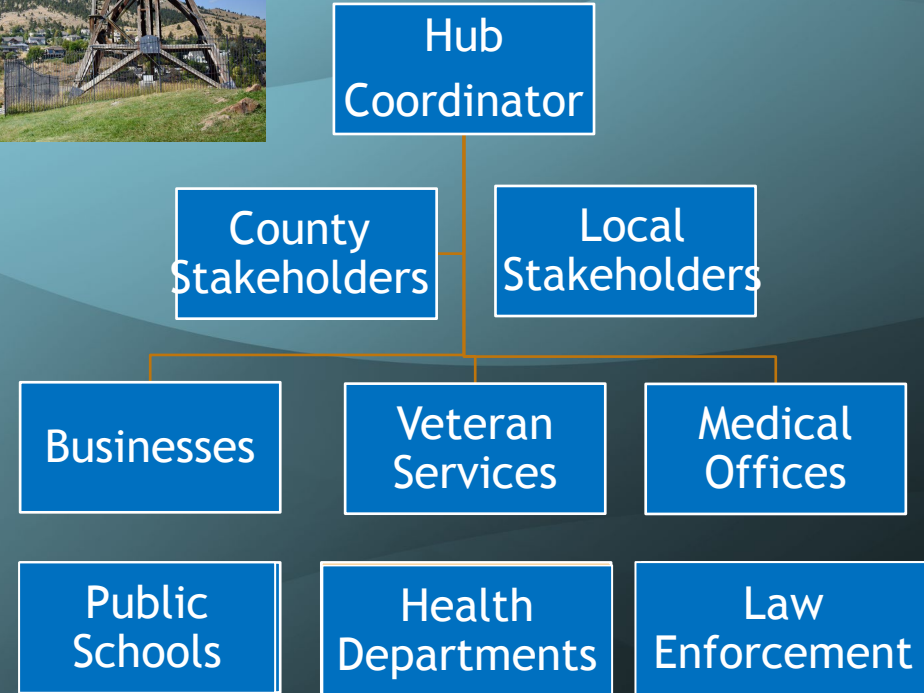 Hub
Coordinator
County
Stakeholders
Local
Stakeholders
Businesses
Veteran
Services
Medical
Offices
Public
Schools
Health
Departments
Law
Enforcement